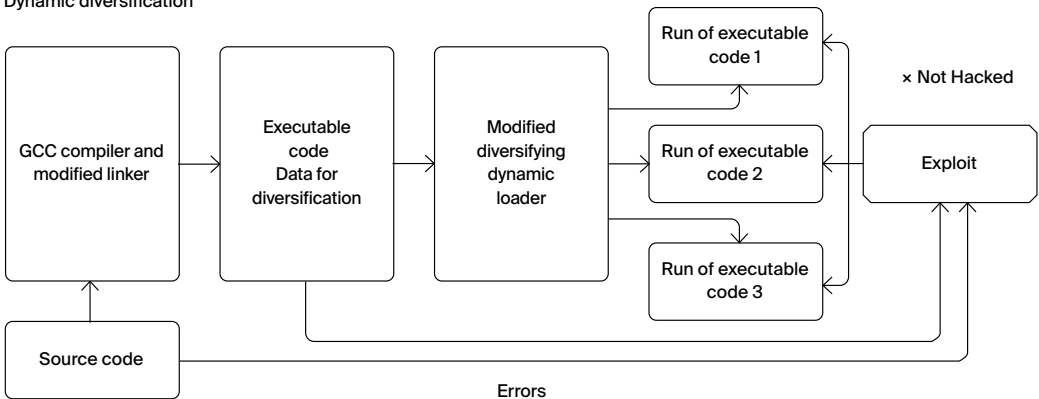 Dynamic diversification
Run of executable
code 1
× Not Hacked
GCC compiler and
modified linker
Executable
code
Data for
diversification
Modified
diversifying
dynamic
loader
Run of executable
code 2
Exploit
Run of executable
code 3
Source code
Errors